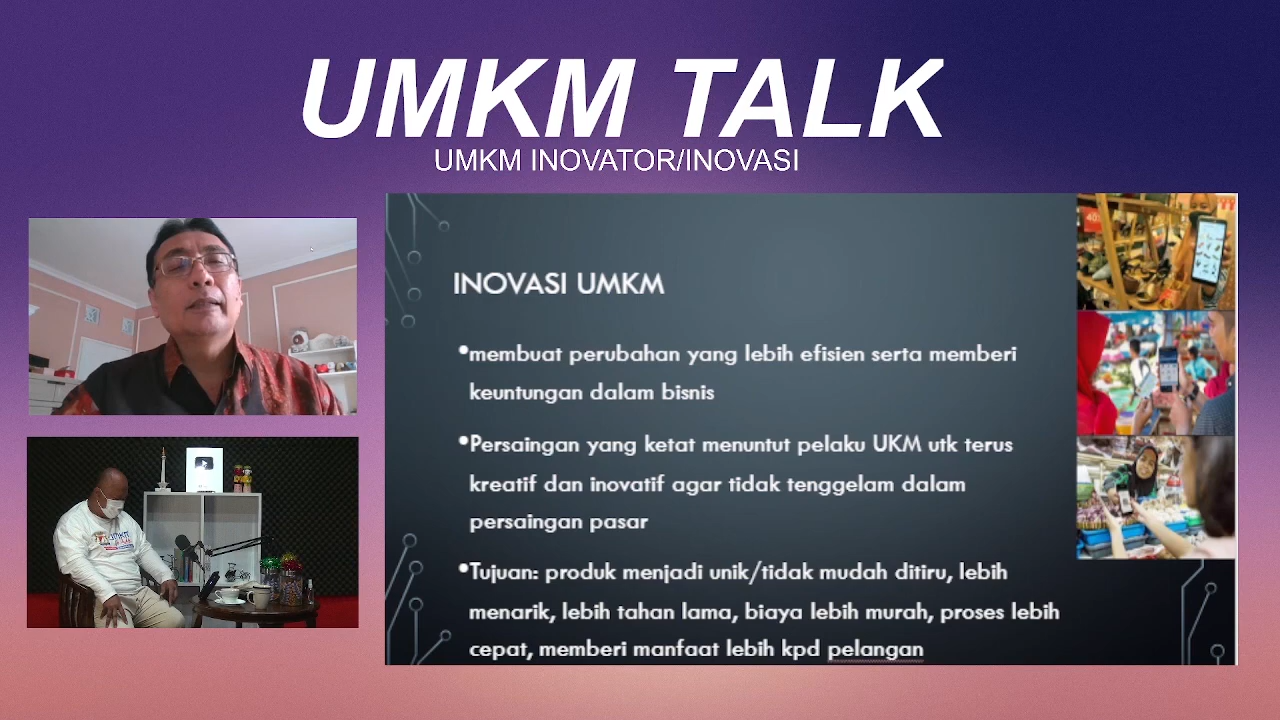 UMKM TALK
UMKM INOVATOR/INOVASI
INOVASI UMKM
•membuat perubahan yang lebih efisien serta memberi
keuntungan dalam bisnis
•Persaingan yang ketat menuntut pelaku UKM utk terus
kreatif dan inovatif agar tidak tenggelam dalam
persaingan pasar
•Tujuan: produk menjadi unik/tidak mudah ditiru, lebih
menarik, lebih tahan lama, biaya lebih murah, proses lebih
cepat, memberi manfaat lebih kpd pelangan